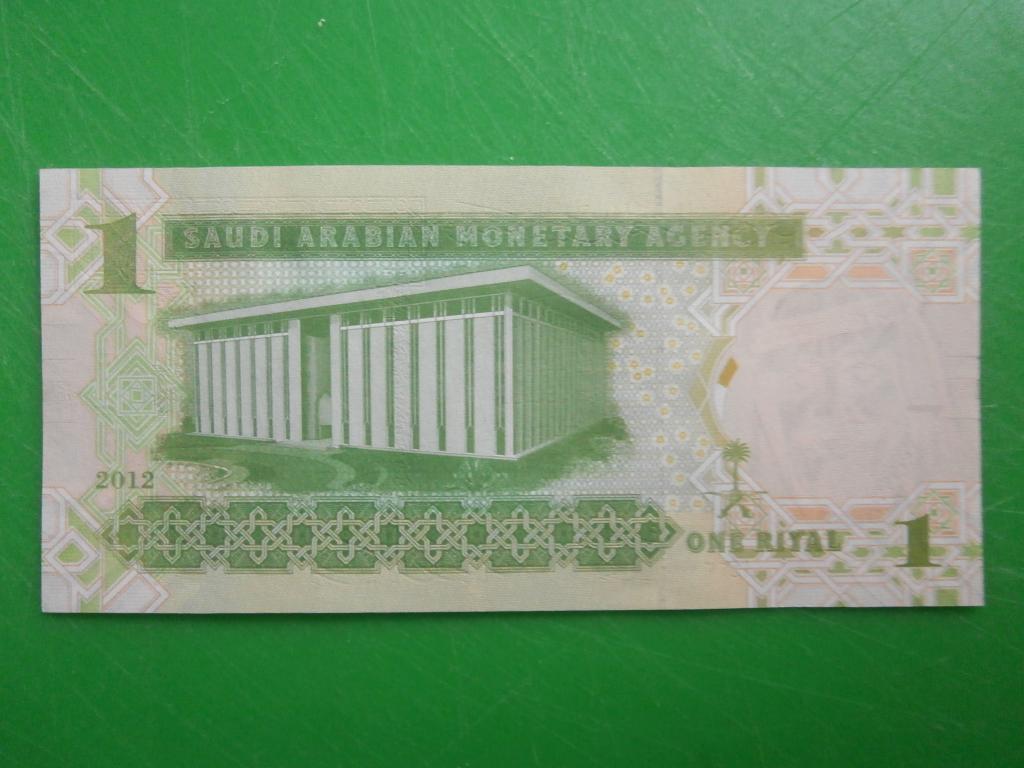 1
SAUDI ARABIAN MONETARY AGENCY
2012
ONE RIYAL
1